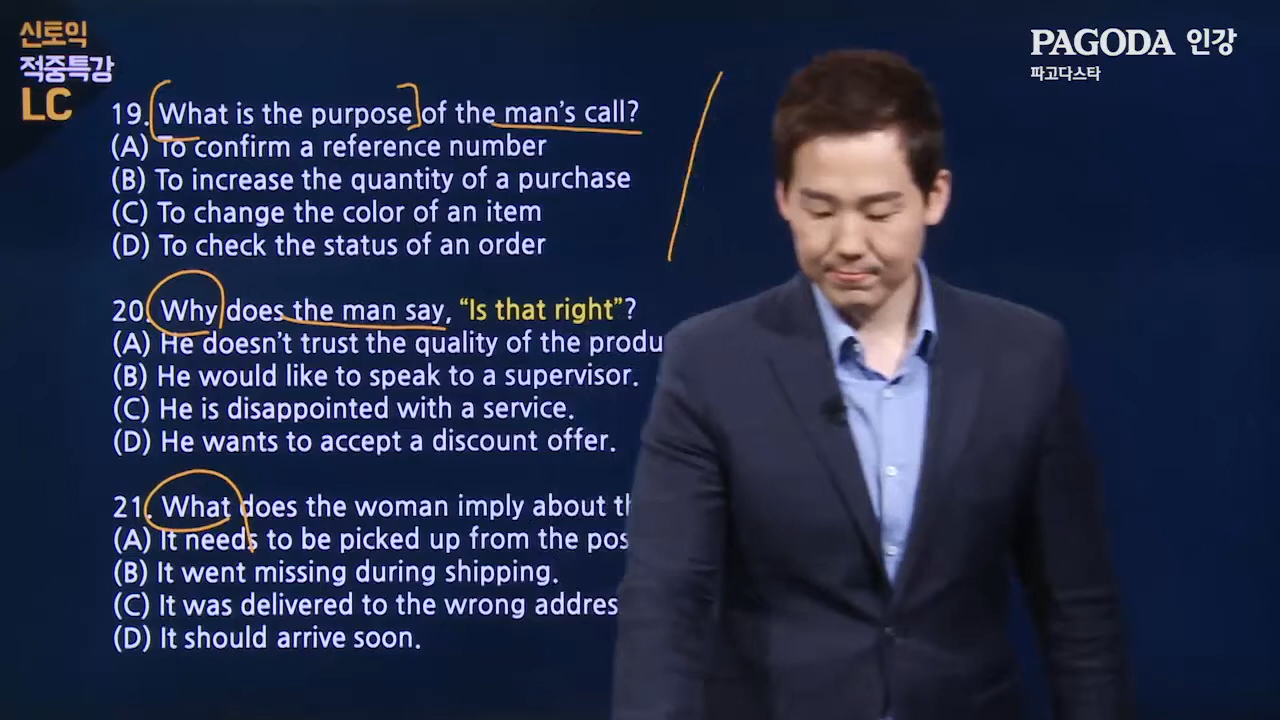 신토익
적중특강
LC
PAGODA 인강
파고다스타
19. What is the purpose of the man's call?
(A) To confirm a reference number
(B) To increase the quantity of a purchase
(C) To change the color of an item
(D) To check the status of an order
20. Why does the man say, “Is that right”?
(A) He doesn't trust the quality of the
(B) He would like to speak to a supervisor.
(C) He is disappointed with a service.
(D) He wants to accept a discount offer.
21. What does the woman imply about
(A) It needs to be picked up from the
(B) It went missing during shipping.
(C) It was delivered to the wrong
(D) It should arrive soon.